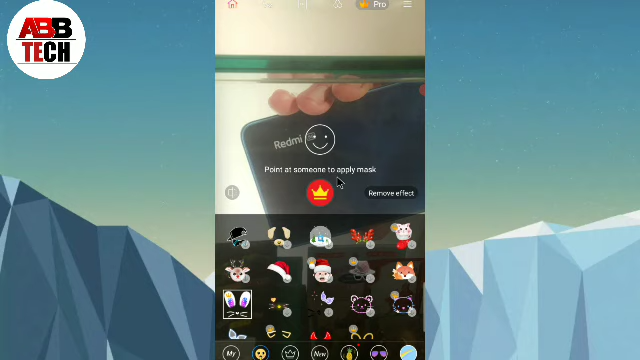 ABB
TECH
Pro
Redmi
Point at someone to apply mask
Remove effect
My
New